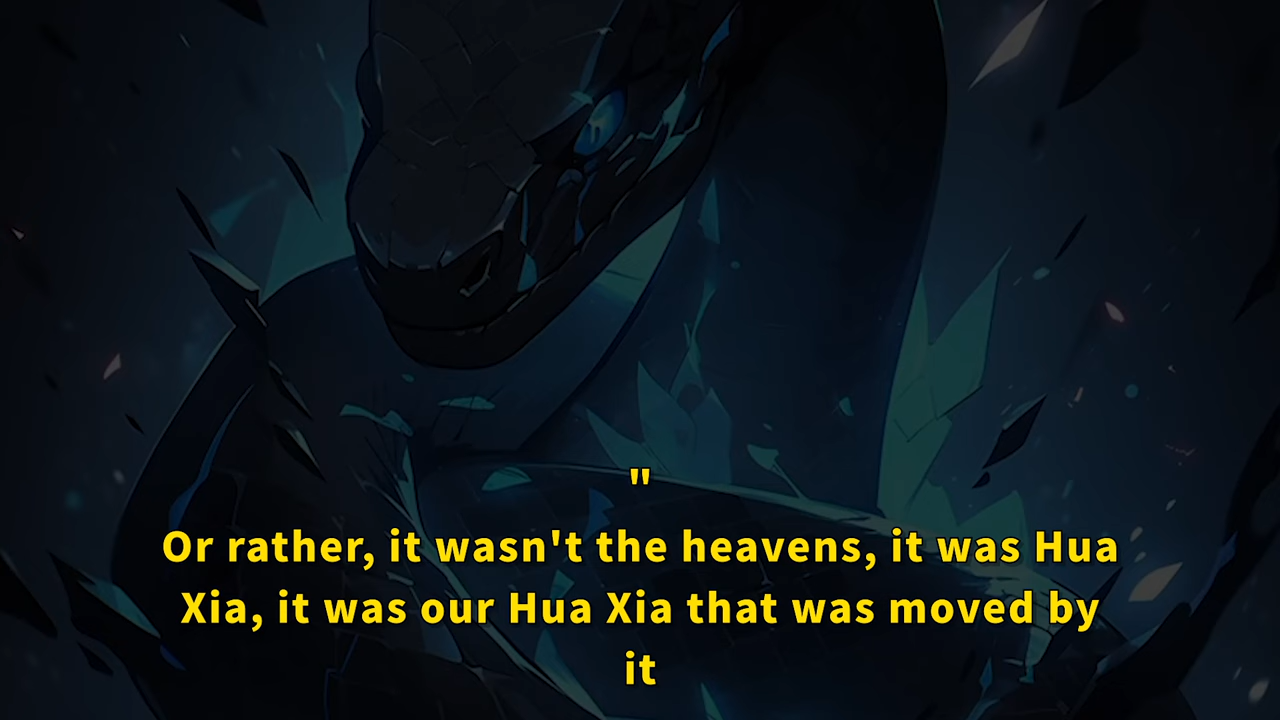 "
Or rather, it wasn't the heavens, it was Hua
Xia, it was our Hua Xia that was moved by
it